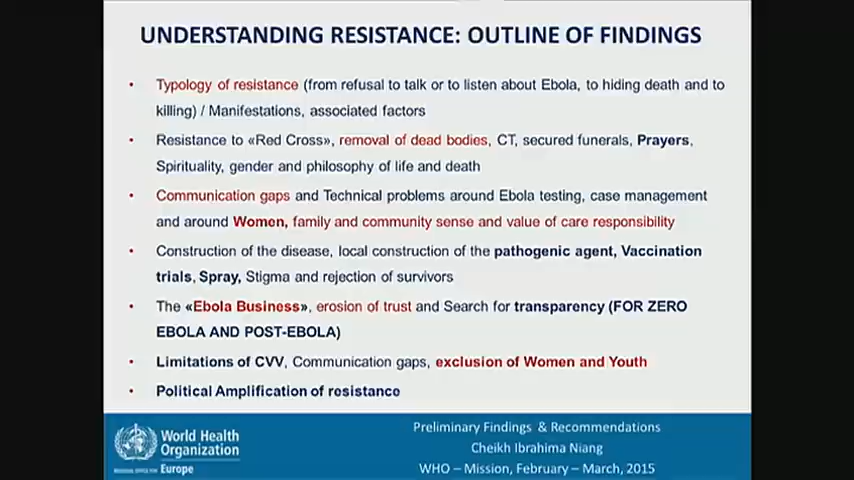 UNDERSTANDING RESISTANCE: OUTLINE OF FINDINGS
• Typology of resistance (from refusal to talk or to listen about Ebola, to hiding death and to
killing) / Manifestations, associated factors
• Resistance to «Red Cross», removal of dead bodies, CT, secured funerals, Prayers,
Spirituality, gender and philosophy of life and death
• Communication gaps and Technical problems around Ebola testing, case management
and around Women, family and community sense and value of care responsibility
• Construction of the disease, local construction of the pathogenic agent, Vaccination
trials, Spray, Stigma and rejection of survivors
• The «Ebola Business», erosion of trust and Search for transparency (FOR ZERO
EBOLA AND POST-EBOLA)
• Limitations of CVV, Communication gaps, exclusion of Women and Youth
• Political Amplification of resistance
World Health
Organization
REGIONAL OFFICE FOR Europe
Preliminary Findings & Recommendations
Cheikh Ibrahima Niang
WHO – Mission, February – March, 2015